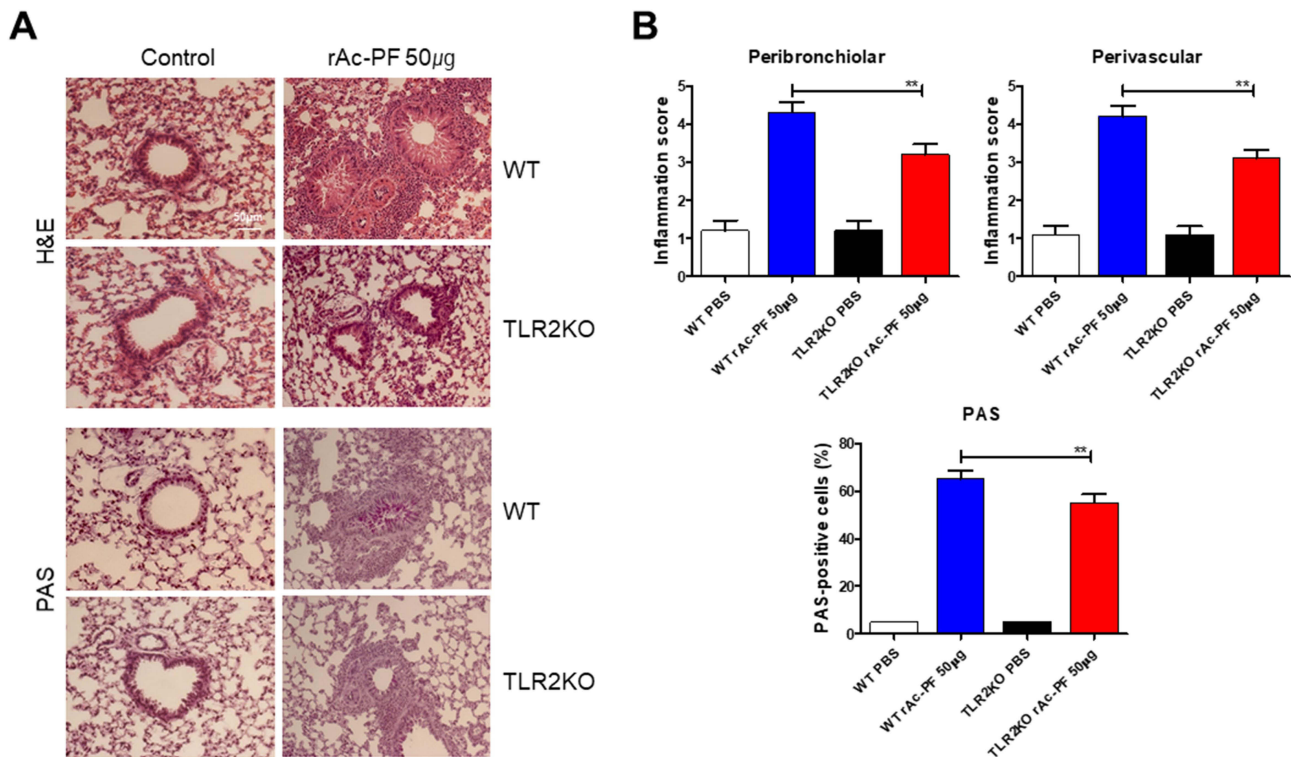 A
Control
rAc-PF 50µg
H&E
50µm
WT
TLR2KO
PAS
WT
TLR2KO
B
Peribronchiolar
Inflammation score
5
4
3
2
1
0
**
WT PBS
WT rAc-PF 50µg
TLR2KO PBS
TLR2KO rAc-PF 50µg
Perivascular
Inflammation score
5
4
3
2
1
0
**
WT PBS
WT rAc-PF 50µg
TLR2KO PBS
TLR2KO rAc-PF 50µg
PAS
PAS-positive cells (%)
80
60
40
20
0
**
WT PBS
WT rAc-PF 50µg
TLR2KO PBS
TLR2KO rAc-PF 50µg